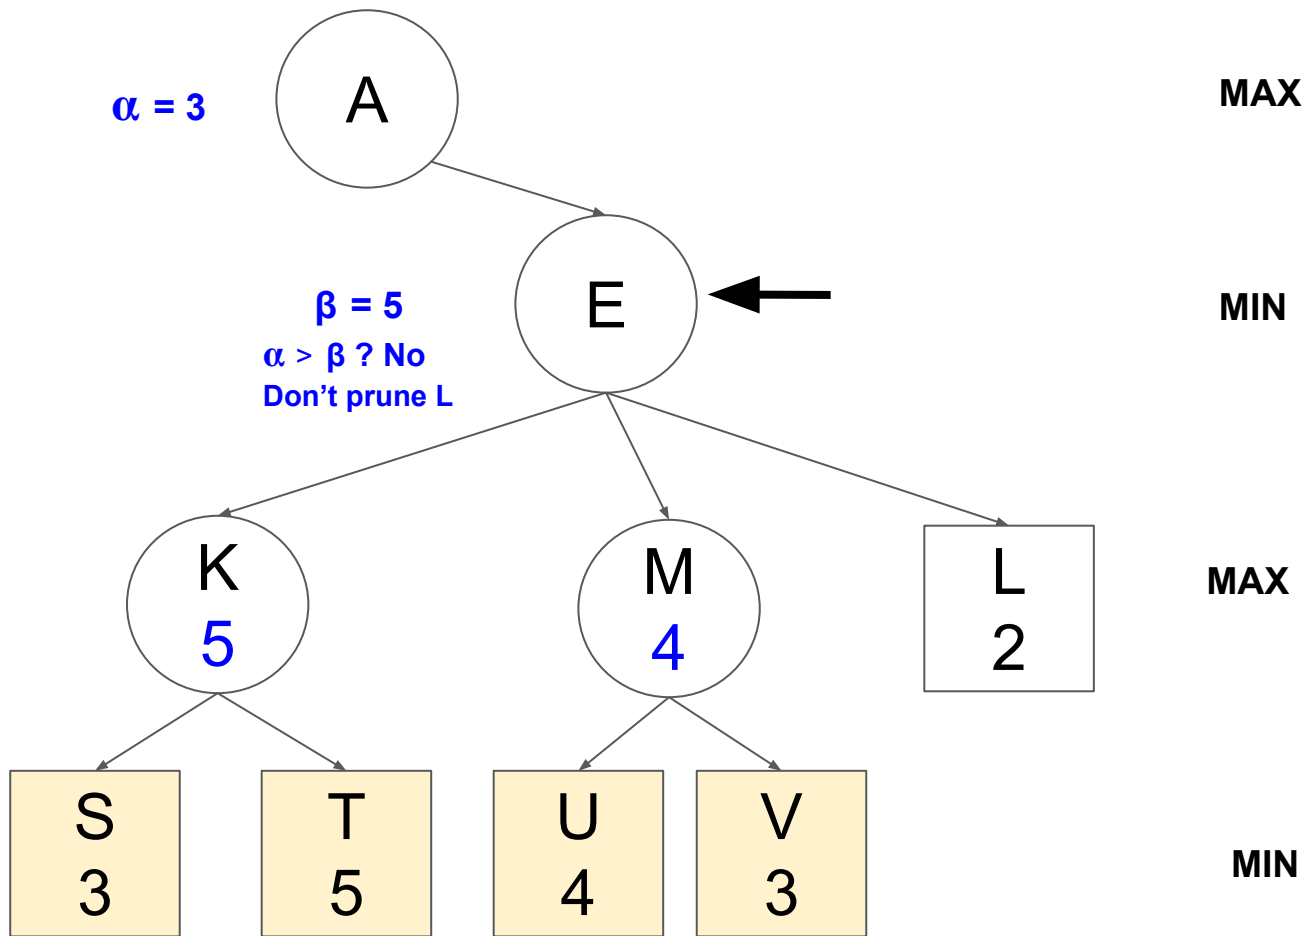 α = 3
A
MAX
β = 5
α > β ? No
Don't prune L
E
MIN
K
5
M
4
L
2
MAX
S
3
T
5
U
4
V
3
MIN